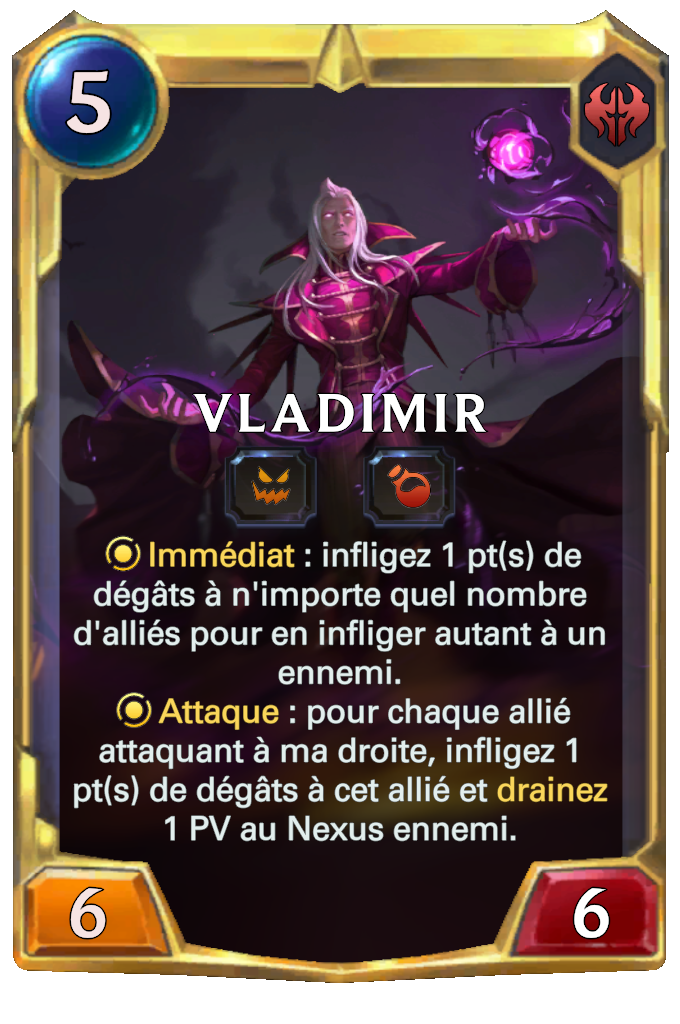 5
VLADIMIR
Immédiat : infligez 1 pt(s) de
dégâts à n'importe quel nombre
d'alliés pour en infliger autant à un
ennemi.
Attaque : pour chaque allié
attaquant à ma droite, infligez 1
pt(s) de dégâts à cet allié et drainez
1 PV au Nexus ennemi.
6
6